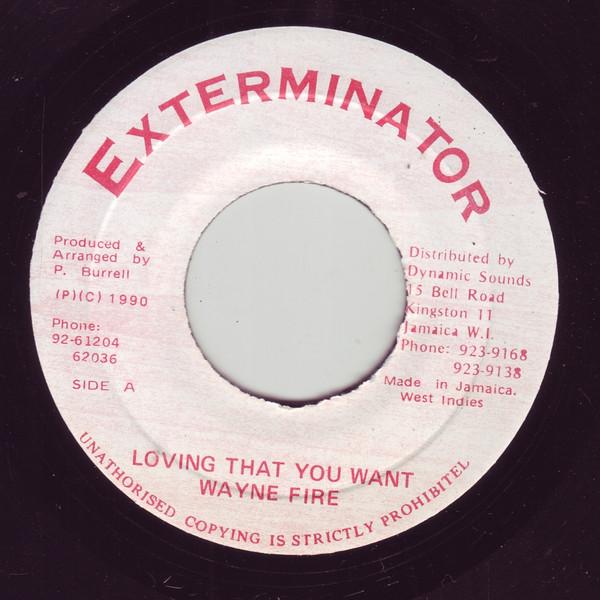 EXTERMINATOR
Produced &
Arranged by
P. Burrell
(P)(C) 1990
Phone:
92-61204
62036
SIDE A
Distributed by
Dynamic Sounds
15 Bell Road
Kingston 11
Jamaica W.I.
Phone: 923-9168
923-9138
Made in Jamaica.
West Indies
LOVING THAT YOU WANT
WAYNE FIRE
UNATHORISED COPYING IS STRICTLY PROHIBITEL